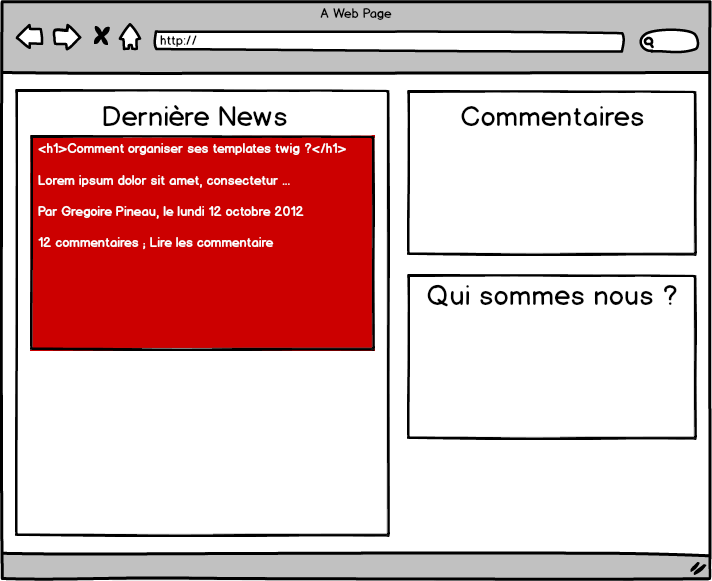 A Web Page
http://
Dernière News
<h1>Comment organiser ses templates twig ?</h1>
Lorem ipsum dolor sit amet, consectetur ...
Par Gregoire Pineau, le lundi 12 octobre 2012
12 commentaires ; Lire les commentaire
Commentaires
Qui sommes nous ?